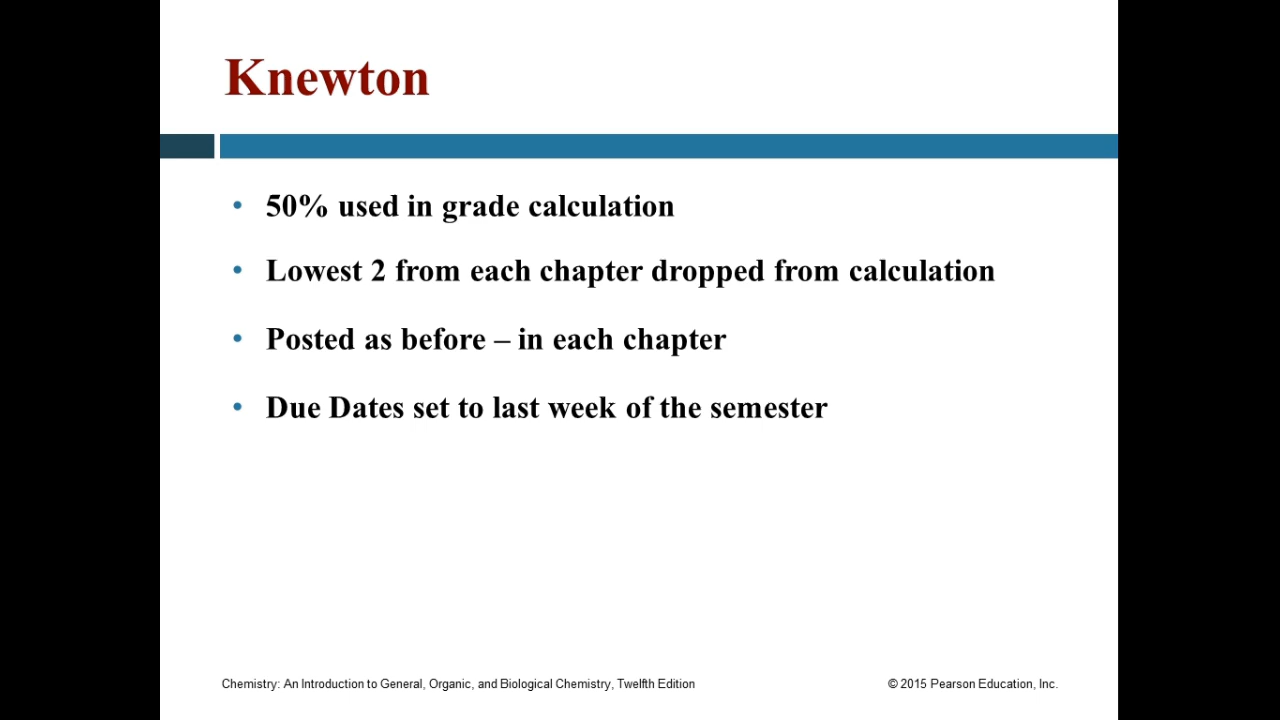 Knewton
• 50% used in grade calculation
• Lowest 2 from each chapter dropped from calculation
• Posted as before – in each chapter
• Due Dates set to last week of the semester
Chemistry: An Introduction to General, Organic, and Biological Chemistry, Twelfth Edition
© 2015 Pearson Education, Inc.